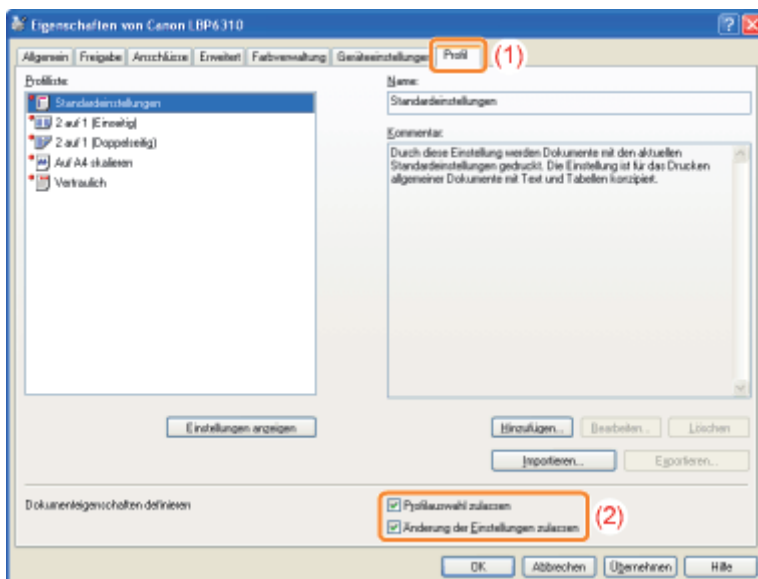 Eigenschaften von Canon LBP6310
Allgemein Freigabe Anschlüsse Erweitert Farbverwaltung Geräteeinstellungen Profil (1)
Profilliste:
Standardeinstellungen
2 auf 1 (Einseitig)
2 auf 1 (Doppelseitig)
Auf A4 skalieren
Vertraulich
Name:
Standardeinstellungen
Kommentar:
Durch diese Einstellung werden Dokumente mit den aktuellen
Standardeinstellungen gedruckt. Die Einstellung ist für das Drucken
allgemeiner Dokumente mit Text und Tabellen konzipiert.
Einstellungen anzeigen
Hinzufügen... Bearbeiten... Löschen
Importieren... Exportieren...
Dokumenteigenschaften definieren
Profilauswahl zulassen
Änderung der Einstellungen zulassen
(2)
OK Abbrechen Übernehmen Hilfe